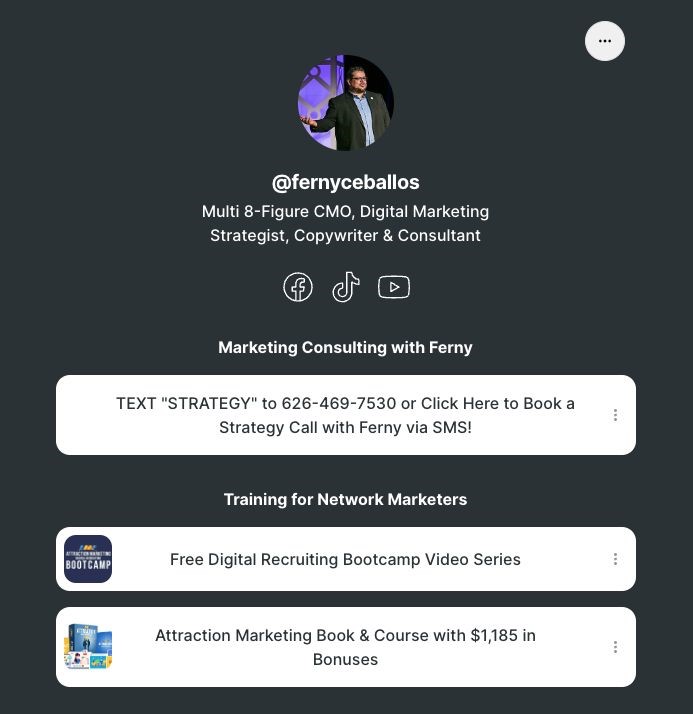 @fernyceballos
Multi 8-Figure CMO, Digital Marketing
Strategist, Copywriter & Consultant
Marketing Consulting with Ferny
TEXT "STRATEGY" to 626-469-7530 or Click Here to Book a
Strategy Call with Ferny via SMS!
Training for Network Marketers
ATTRACTION MARKETING
BOOTCAMP
Free Digital Recruiting Bootcamp Video Series
Attraction Marketing Book & Course with $1,185 in
Bonuses